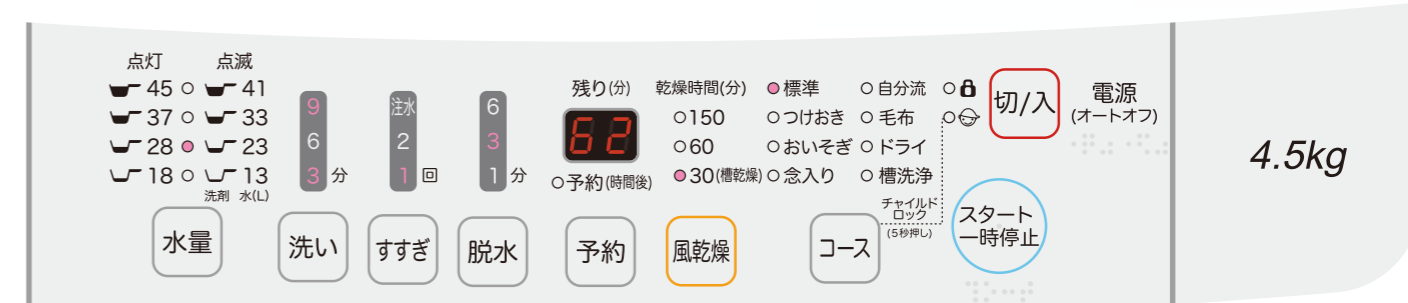 点灯 点滅
45 41
37 33
28 23
18 13
洗剤 水(L)
水量
9
6
3 分
洗い
注水
2
1 回
すすぎ
6
3
1 分
脱水
残り(分)
62
予約(時間後)
予約
乾燥時間(分)
150
60
30(槽乾燥)
風乾燥
標準 自分流
つけおき 毛布
おいそぎ ドライ
念入り 槽洗浄
チャイルド
ロック
(5秒押し)
コース
切/入
電源
(オートオフ)
スタート
一時停止
4.5kg